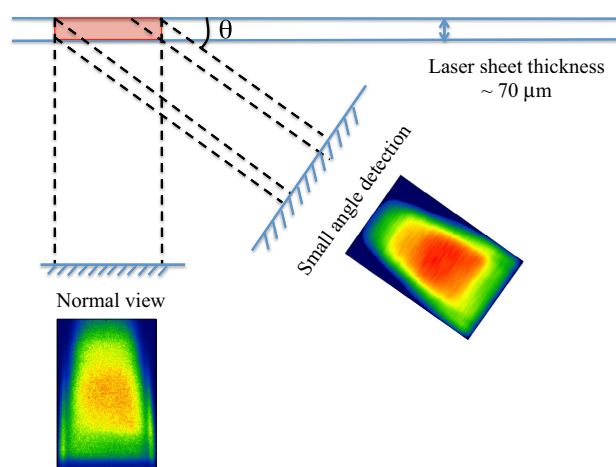 θ
Laser sheet thickness
~ 70 μm
Small angle detection
Normal view